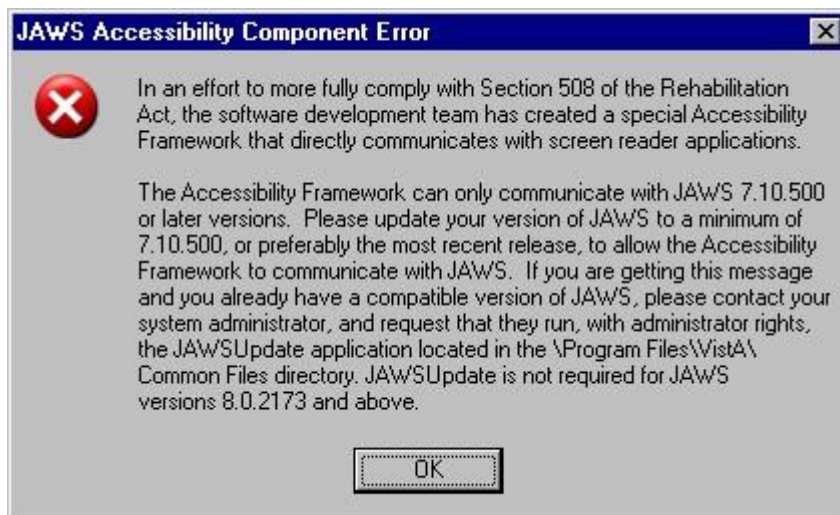 JAWS Accessibility Component Error
In an effort to more fully comply with Section 508 of the Rehabilitation
Act, the software development team has created a special Accessibility
Framework that directly communicates with screen reader applications.
The Accessibility Framework can only communicate with JAWS 7.10.500
or later versions.  Please update your version of JAWS to a minimum of
7.10.500, or preferably the most recent release, to allow the Accessibility
Framework to communicate with JAWS.  If you are getting this message
and you already have a compatible version of JAWS, please contact your
system administrator, and request that they run, with administrator rights,
the JAWSUpdate application located in the \Program Files\VistA\
Common Files directory. JAWSUpdate is not required for JAWS
versions 8.0.2173 and above.
OK